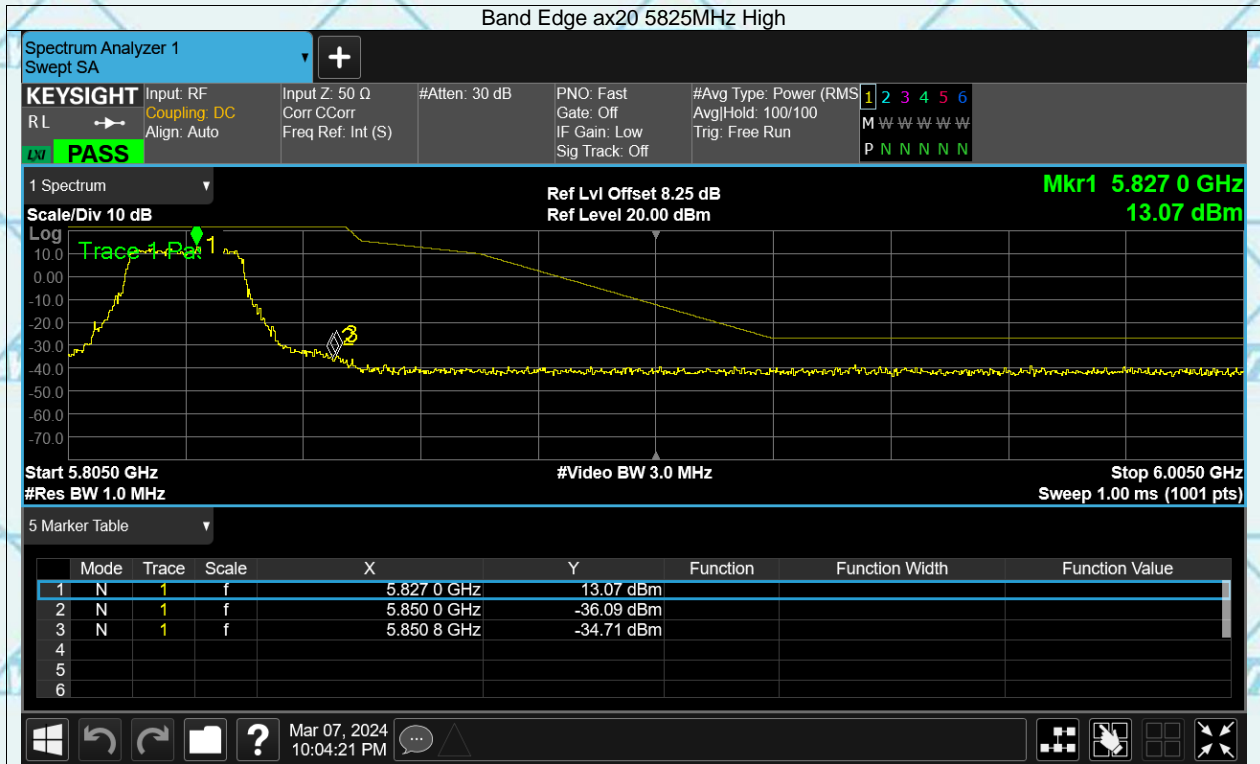 Band Edge ax20 5825MHz High
Spectrum Analyzer 1
Swept SA
KEYSIGHT
RL
LXI PASS
Input: RF
Coupling: DC
Align: Auto
Input Z: 50 Ω
Corr CCorr
Freq Ref: Int (S)
#Atten: 30 dB
PNO: Fast
Gate: Off
IF Gain: Low
Sig Track: Off
#Avg Type: Power (RMS
Avg|Hold: 100/100
Trig: Free Run
1 2 3 4 5 6
M W W W W W
P N N N N N
1 Spectrum
Scale/Div 10 dB
Ref Lvl Offset 8.25 dB
Ref Level 20.00 dBm
Mkr1 5.827 0 GHz
13.07 dBm
Log
Trace 1 Pas
1
10.0
0.00
-10.0
-20.0
-30.0
-40.0
-50.0
-60.0
-70.0
3
Start 5.8050 GHz
#Video BW 3.0 MHz
Stop 6.0050 GHz
#Res BW 1.0 MHz
Sweep 1.00 ms (1001 pts)
5 Marker Table
Mode Trace Scale X Y Function Function Width Function Value
1 N 1 f 5.827 0 GHz 13.07 dBm
2 N 1 f 5.850 0 GHz -36.09 dBm
3 N 1 f 5.850 8 GHz -34.71 dBm
4
5
6
?
Mar 07, 2024
10:04:21 PM